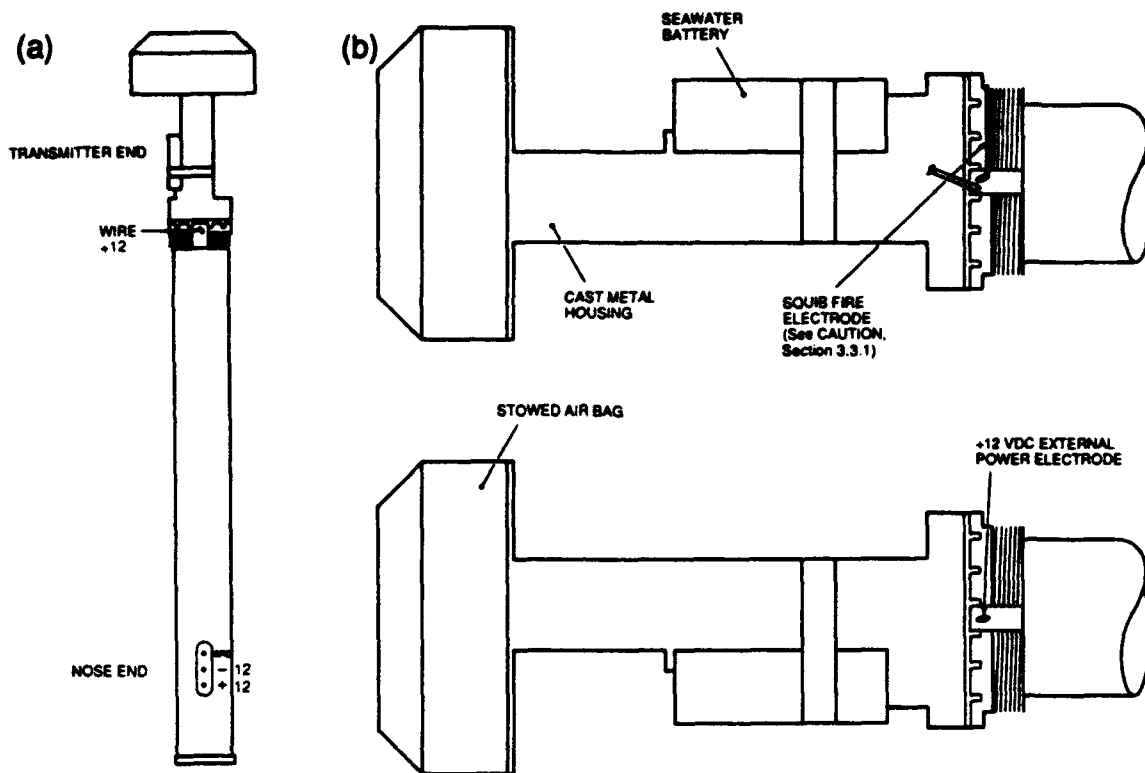 (a)
TRANSMITTER END
WIRE
+12
NOSE END
- 12
+ 12
(b)
SEAWATER
BATTERY
CAST METAL
HOUSING
SQUIB FIRE
ELECTRODE
(See CAUTION,
Section 3.3.1)
STOWED AIR BAG
+12 VDC EXTERNAL
POWER ELECTRODE